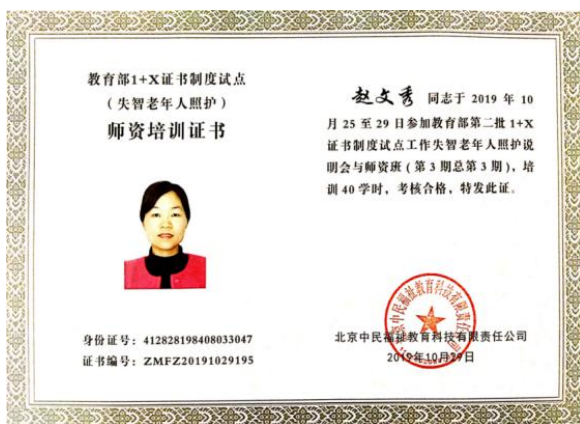 教育部1+X证书制度试点
（失智老年人照护）
师资培训证书
身份证号：412828198408033047
证书编号：ZMFZ20191029195
赵文秀 同志于 2019 年 10
月 25 至 29 日参加教育部第二批 1+X
证书制度试点工作失智老年人照护说
明会与师资班（第 3 期总第 3 期），培
训 40 学时，考核合格，特发此证。
北京中民福祉教育科技有限责任公司
2019年10月29日